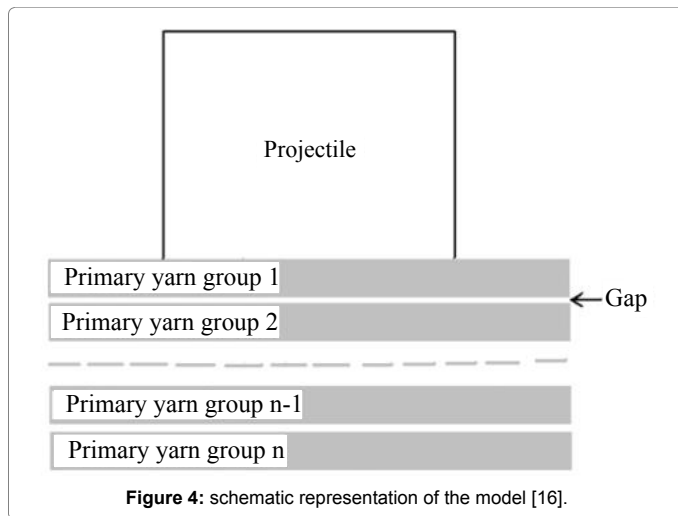 Projectile
Primary yarn group 1
Gap
Primary yarn group 2
Primary yarn group n-1
Primary yarn group n
Figure 4: schematic representation of the model [16].